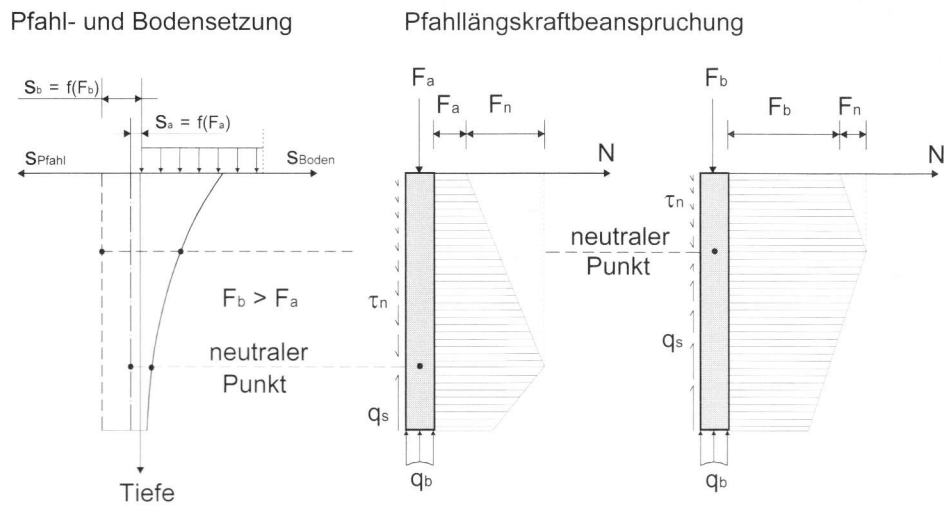 Pfahl- und Bodensetzung
Pfahllängskraftbeanspruchung
sb = f(Fb)
sa = f(Fa)
sPfahl
sBoden
Fb > Fa
neutraler
Punkt
Tiefe
Fa
Fa
Fn
N
τn
qs
qb
neutraler
Punkt
Fb
Fb
Fn
N
τn
qs
qb